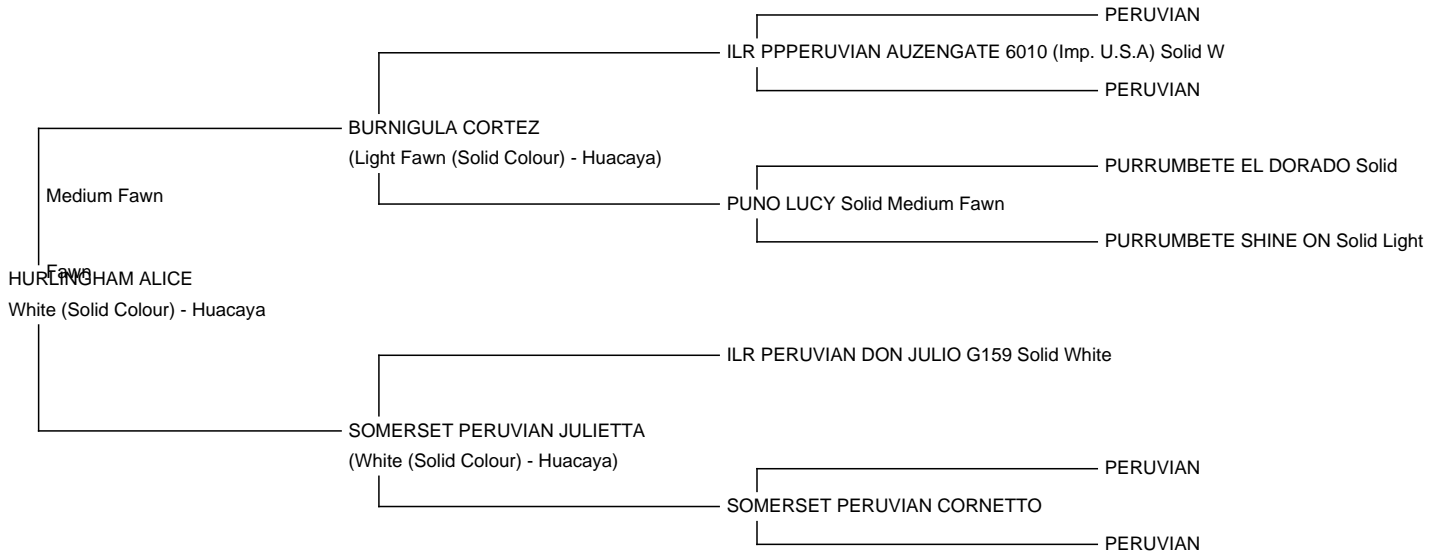 PERUVIAN
ILR PPPERUVIAN AUZENGATE 6010 (Imp. U.S.A) Solid W
PERUVIAN
BURNIGULA CORTEZ
(Light Fawn (Solid Colour) - Huacaya)
PURRUMBETE EL DORADO Solid
Medium Fawn
PUNO LUCY Solid Medium Fawn
PURRUMBETE SHINE ON Solid Light
Fawn
HURLINGHAM ALICE
White (Solid Colour) - Huacaya
ILR PERUVIAN DON JULIO G159 Solid White
SOMERSET PERUVIAN JULIETTA
(White (Solid Colour) - Huacaya)
PERUVIAN
SOMERSET PERUVIAN CORNETTO
PERUVIAN